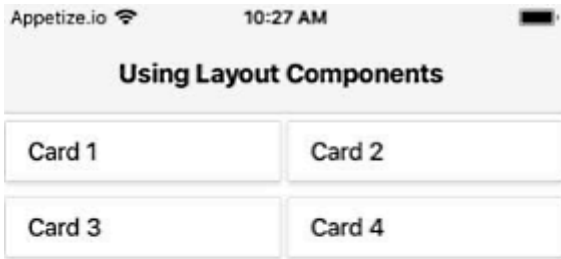 Appetize.io 10:27 AM
Using Layout Components
Card 1 Card 2
Card 3 Card 4